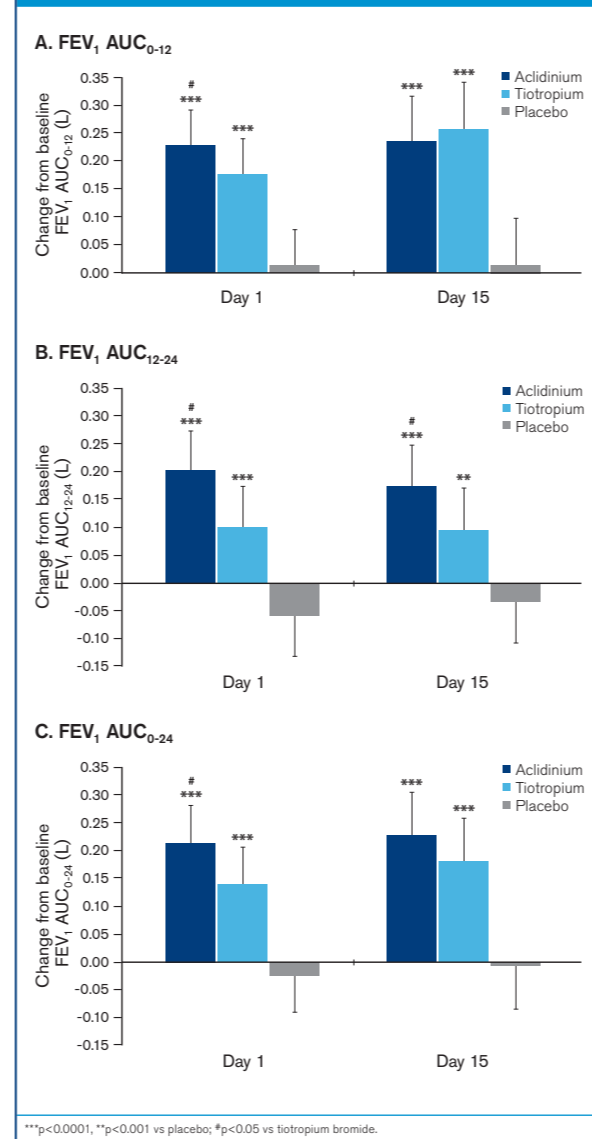 A. FEV₁ AUC₀₋₁₂
Change from baseline
FEV₁ AUC₀₋₁₂ (L)
0.35
0.30
0.25
0.20
0.15
0.10
0.05
0.00
#
***
***
***
***
Aclidinium
Tiotropium
Placebo
Day 1
Day 15
B. FEV₁ AUC₁₂₋₂₄
Change from baseline
FEV₁ AUC₁₂₋₂₄ (L)
0.35
0.30
0.25
0.20
0.15
0.10
0.05
0.00
-0.05
-0.10
-0.15
#
***
***
#
***
**
Aclidinium
Tiotropium
Placebo
Day 1
Day 15
C. FEV₁ AUC₀₋₂₄
Change from baseline
FEV₁ AUC₀₋₂₄ (L)
0.35
0.30
0.25
0.20
0.15
0.10
0.05
0.00
-0.05
-0.10
-0.15
#
***
***
***
***
Aclidinium
Tiotropium
Placebo
Day 1
Day 15
***p<0.0001, **p<0.001 vs placebo; #p<0.05 vs tiotropium bromide.